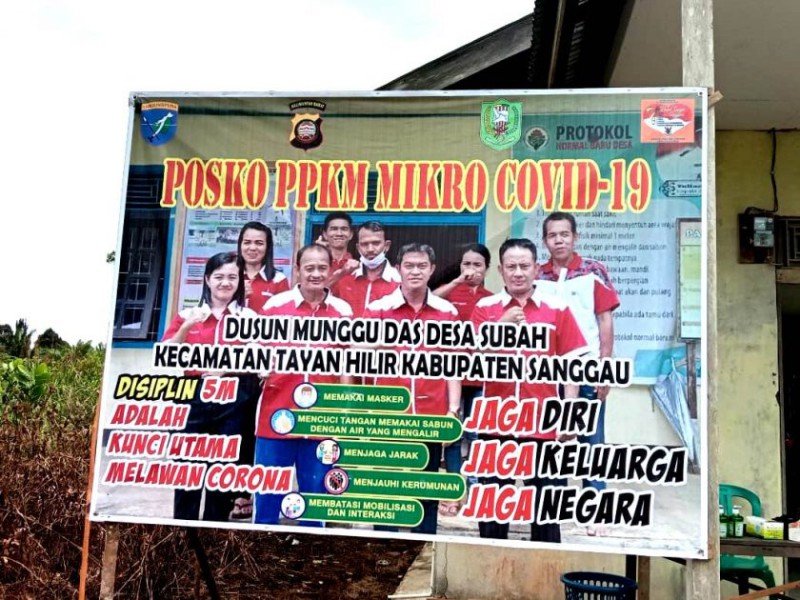 KALIMANTAN BARAT
PROTOKOL
NORMAL BARU DESA
POSKO PPKM MIKRO COVID-19
DUSUN MUNGGU DAS DESA SUBAH
KECAMATAN TAYAN HILIR KABUPATEN SANGGAU
DISIPLIN 5M
ADALAH
KUNCI UTAMA
MELAWAN CORONA
MEMAKAI MASKER
MENCUCI TANGAN MEMAKAI SABUN
DENGAN AIR YANG MENGALIR
MENJAGA JARAK
MENJAUHI KERUMUNAN
MEMBATASI MOBILISASI
DAN INTERAKSI
JAGA DIRI
JAGA KELUARGA
JAGA NEGARA